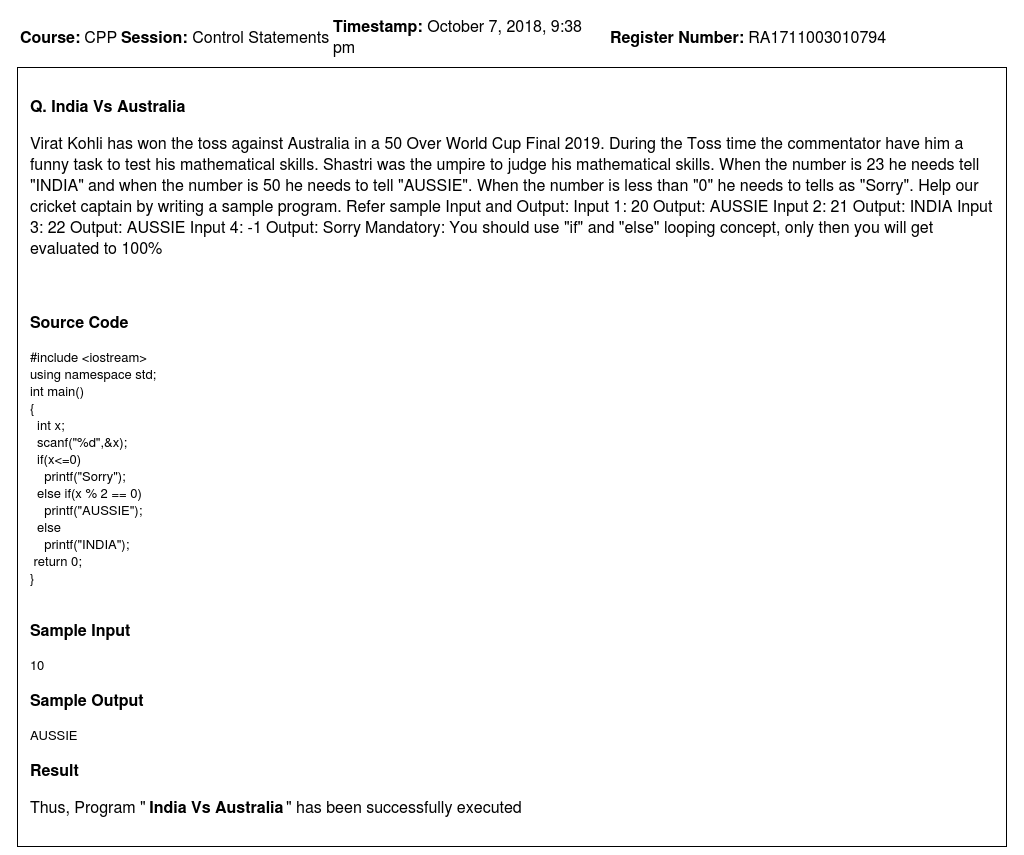 Course: CPP Session: Control Statements Timestamp: October 7, 2018, 9:38 pm Register Number: RA1711003010794
Q. India Vs Australia
Virat Kohli has won the toss against Australia in a 50 Over World Cup Final 2019. During the Toss time the commentator have him a
funny task to test his mathematical skills. Shastri was the umpire to judge his mathematical skills. When the number is 23 he needs tell
"INDIA" and when the number is 50 he needs to tell "AUSSIE". When the number is less than "0" he needs to tells as "Sorry". Help our
cricket captain by writing a sample program. Refer sample Input and Output: Input 1: 20 Output: AUSSIE Input 2: 21 Output: INDIA Input
3: 22 Output: AUSSIE Input 4: -1 Output: Sorry Mandatory: You should use "if" and "else" looping concept, only then you will get
evaluated to 100%
Source Code
#include <iostream>
using namespace std;
int main()
{
int x;
scanf("%d",&x);
if(x<=0)
printf("Sorry");
else if(x % 2 == 0)
printf("AUSSIE");
else
printf("INDIA");
return 0;
}
Sample Input
10
Sample Output
AUSSIE
Result
Thus, Program " India Vs Australia " has been successfully executed